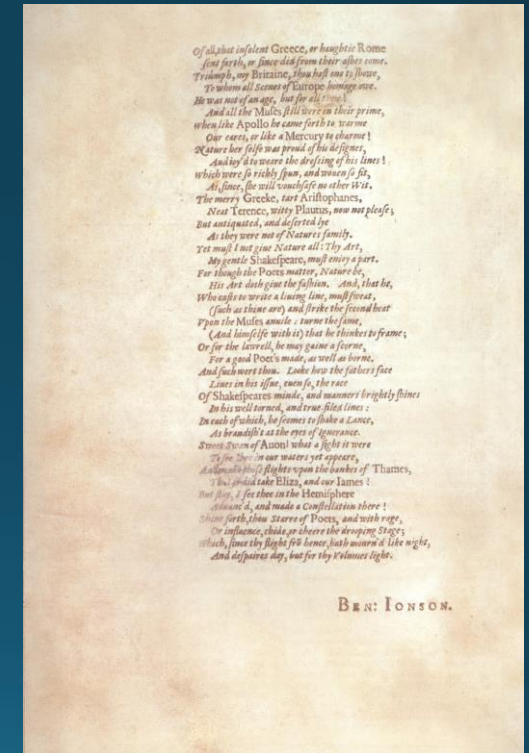 Of all, that insolent Greece, or haughtie Rome
sent forth, or since did from their ashes come.
Triumph, my Britaine, thou hast one to showe,
To whom all Scenes of Europe homage owe.
He was not of an age, but for all time!
And all the Muses still were in their prime,
when like Apollo he came forth to warme
Our eares, or like a Mercury to charme!
Nature her selfe was proud of his designes,
And ioy'd to weare the dressing of his lines!
which were so richly spun, and wouen so fit,
As, since, she will vouchsafe no other Wit.
The merry Greeke, tart Aristophanes,
Neat Terence, witty Plautus, now not please;
But antiquated, and deserted lye
As they were not of Natures family.
Yet must I not giue Nature all: Thy Art,
My gentle Shakespeare, must enioy a part.
For though the Poets matter, Nature be,
His Art doth giue the fashion. And, that he,
Who casts to write a liuing line, must sweat,
(such as thine are) and strike the second heat
Vpon the Muses anuile: turne the same,
(And himselfe with it) that he thinkes to frame;
Or for the lawrell, he may gaine a scorne,
For a good Poet's made, as well as borne.
And such wert thou. Looke how the fathers face
Liues in his issue, euen so, the race
Of Shakespeares minde, and manners brightly shines
In his well torned, and true-filed lines:
In each of which, he seemes to shake a Lance,
As brandish't at the eyes of Ignorance.
Sweet Swan of Auon! what a sight it were
To see thee in our waters yet appeare,
And make those flights vpon the bankes of Thames,
That so did take Eliza, and our Iames!
But stay, I see thee in the Hemisphere
Aduanc'd, and made a Constellation there!
Shine forth, thou Starre of Poets, and with rage,
Or influence, chide, or cheere the drooping Stage;
Which, since thy flight frō hence, hath mourn'd like night,
And despaires day, but for thy Volumes light.
BEN: IONSON.